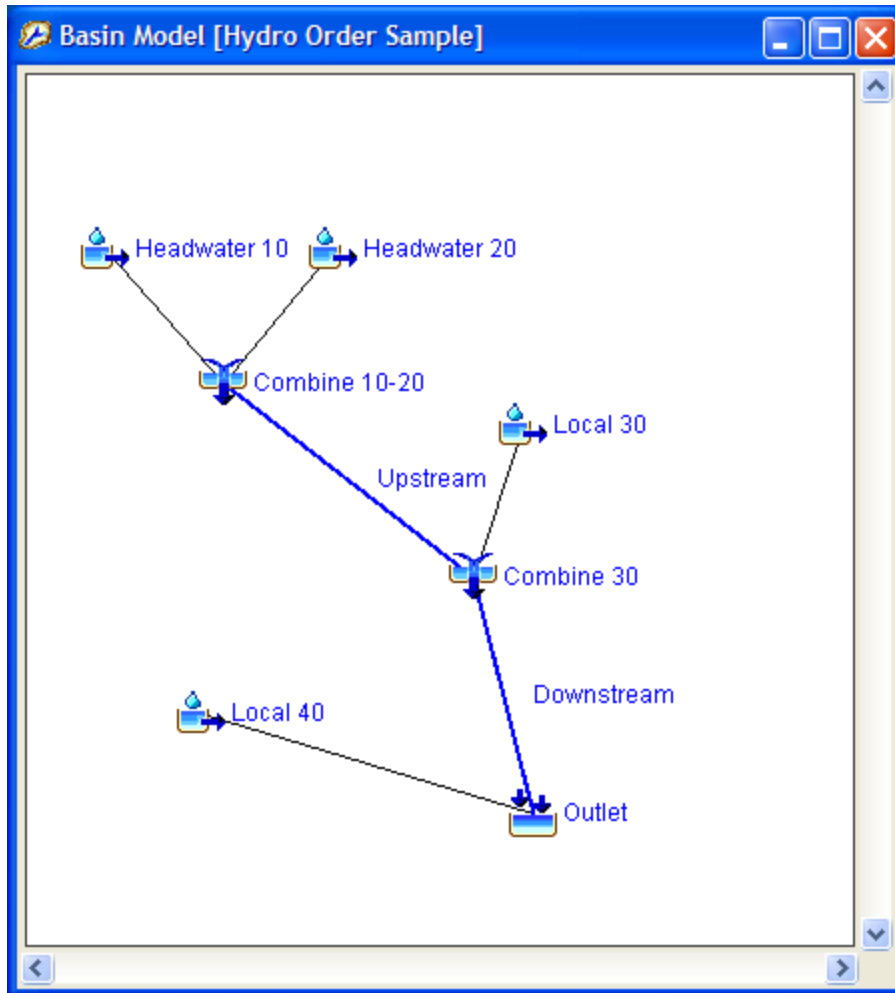 Basin Model [Hydro Order Sample]
Headwater 10
Headwater 20
Combine 10-20
Local 30
Upstream
Combine 30
Downstream
Local 40
Outlet